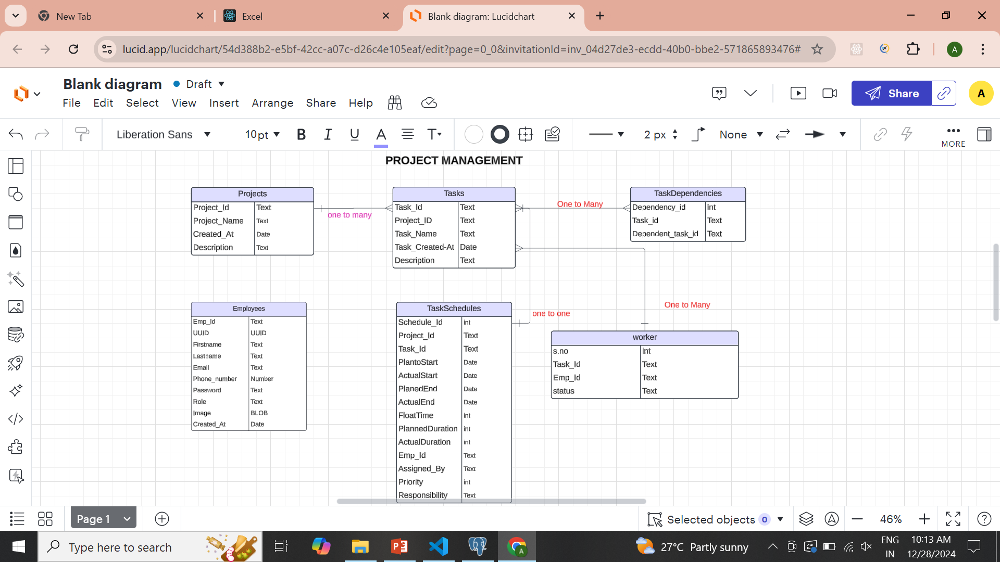 New Tab
Excel
Blank diagram: Lucidchart
lucid.app/lucidchart/54d388b2-e5bf-42cc-a07c-d26c4e105eaf/edit?page=0_0&invitationId=inv_04d27de3-ecdd-40b0-bbe2-571865893476#
A
Blank diagram
Draft
File Edit Select View Insert Arrange Share Help
Share
A
Liberation Sans
10pt
B I U A T
2 px
None
MORE
PROJECT MANAGEMENT
Projects
Project_Id Text
Project_Name Text
Created_At Date
Description Text
one to many
Tasks
Task_Id Text
Project_ID Text
Task_Name Text
Task_Created-At Date
Description Text
One to Many
TaskDependencies
Dependency_id int
Task_id Text
Dependent_task_id Text
Employees
Emp_Id Text
UUID UUID
Firstname Text
Lastname Text
Email Text
Phone_number Number
Password Text
Role Text
Image BLOB
Created_At Date
TaskSchedules
Schedule_Id int
Project_Id Text
Task_Id Text
PlantoStart Date
ActualStart Date
PlanedEnd Date
ActualEnd Date
FloatTime int
PlannedDuration int
ActualDuration int
Emp_Id Text
Assigned_By Text
Priority int
Responsibility Text
one to one
One to Many
worker
s.no int
Task_Id Text
Emp_Id Text
status Text
Page 1
Selected objects 0
46%
Type here to search
27°C Partly sunny
ENG
IN
10:13 AM
12/28/2024